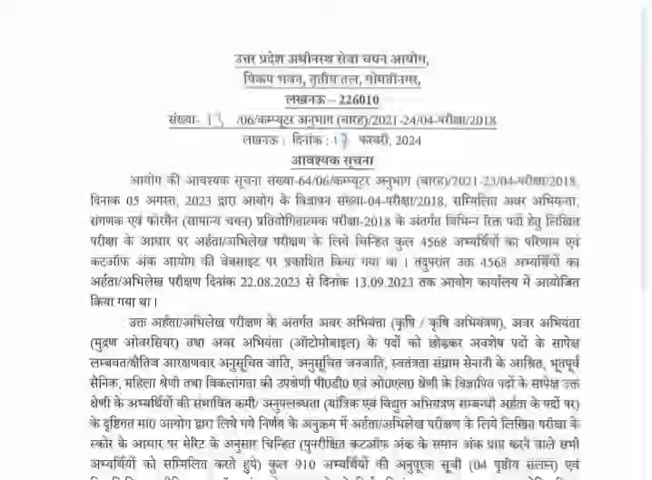 उत्तर प्रदेश अधीनस्थ सेवा चयन आयोग,
पिकप भवन, तृतीय तल, गोमतीनगर,
लखनऊ – 226010
संख्या- 13 /06/कम्प्यूटर अनुभाग (बारह)/2021-24/04-परीक्षा/2018
लखनऊ : दिनांक : 17 फरवरी, 2024
आवश्यक सूचना
आयोग की आवश्यक सूचना संख्या-64/06/कम्प्यूटर अनुभाग (बारह)/2021-23/04-परीक्षा/2018,
दिनांक 05 अगस्त, 2023 द्वारा आयोग के विज्ञापन संख्या-04-परीक्षा/2018, सम्मिलित अवर अभियन्ता,
संगणक एवं फोरमैन (सामान्य चयन) प्रतियोगितात्मक परीक्षा-2018 के अंतर्गत विभिन्न रिक्त पदों हेतु लिखित
परीक्षा के आधार पर अर्हता/अभिलेख परीक्षण के लिये चिन्हित कुल 4568 अभ्यर्थियों का परिणाम एवं
कटऑफ अंक आयोग की वेबसाइट पर प्रकाशित किया गया था । तदुपरांत उक्त 4568 अभ्यर्थियों का
अर्हता/अभिलेख परीक्षण दिनांक 22.08.2023 से दिनांक 13.09.2023 तक आयोग कार्यालय में आयोजित
किया गया था ।
उक्त अर्हता/अभिलेख परीक्षण के अंतर्गत अवर अभियंता (कृषि / कृषि अभियंत्रण), अवर अभियंता
(मुद्रण ओवरसियर) तथा अवर अभियंता (ऑटोमोबाइल) के पदों को छोड़कर अवशेष पदों के सापेक्ष
लम्बवत/क्षैतिज आरक्षणवार अनुसूचित जाति, अनुसूचित जनजाति, स्वतंत्रता संग्राम सेनानी के आश्रित, भूतपूर्व
सैनिक, महिला श्रेणी तथा विकलांगता की उपश्रेणी पी0डी0 एवं ओ0एल0 श्रेणी के विज्ञापित पदों के सापेक्ष उक्त
श्रेणी के अभ्यर्थियों की संभावित कमी/ अनुपलब्धता (यांत्रिक एवं विद्युत अभियंत्रण सम्बन्धी अर्हता के पदों पर)
के दृष्टिगत मा0 आयोग द्वारा लिये गये निर्णय के अनुक्रम में अर्हता/अभिलेख परीक्षण के लिये लिखित परीक्षा के
स्कोर के आधार पर मेरिट के अनुसार चिन्हित (पुनरीक्षित कटऑफ अंक के समान अंक प्राप्त करने वाले सभी
अभ्यर्थियों को सम्मिलित करते हुये) कुल 910 अभ्यर्थियों की अनुपूरक सूची (04 पृष्ठीय संलग्न) एवं